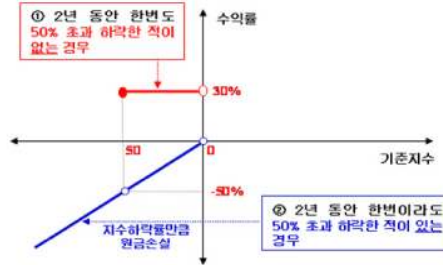 ① 2년 동안 한번도
50% 초과 하락한 적이
없는 경우
수익률
30%
50
0
기준지수
-50%
지수하락률만큼
원금손실
② 2년 동안 한번이라도
50% 초과 하락한 적이 있는
경우